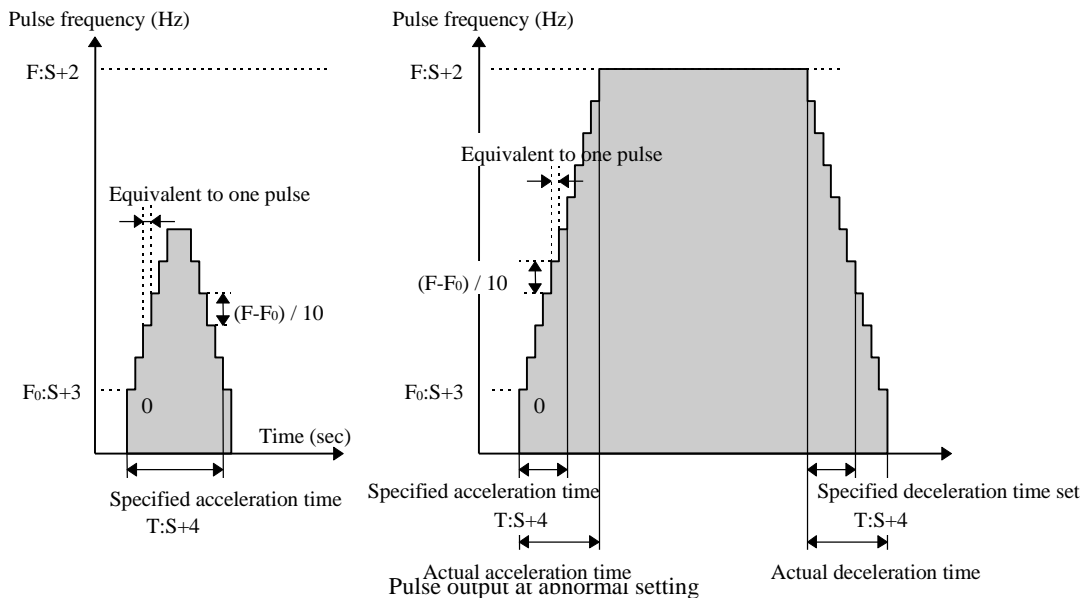 Pulse frequency (Hz)
F:S+2
Equivalent to one pulse
(F-F₀) / 10
F₀:S+3
0
Time (sec)
Specified acceleration time
T:S+4
Pulse frequency (Hz)
F:S+2
Equivalent to one pulse
(F-F₀) / 10
F₀:S+3
0
Specified acceleration time
T:S+4
Specified deceleration time set
T:S+4
Actual acceleration time
Actual deceleration time
Pulse output at abnormal setting